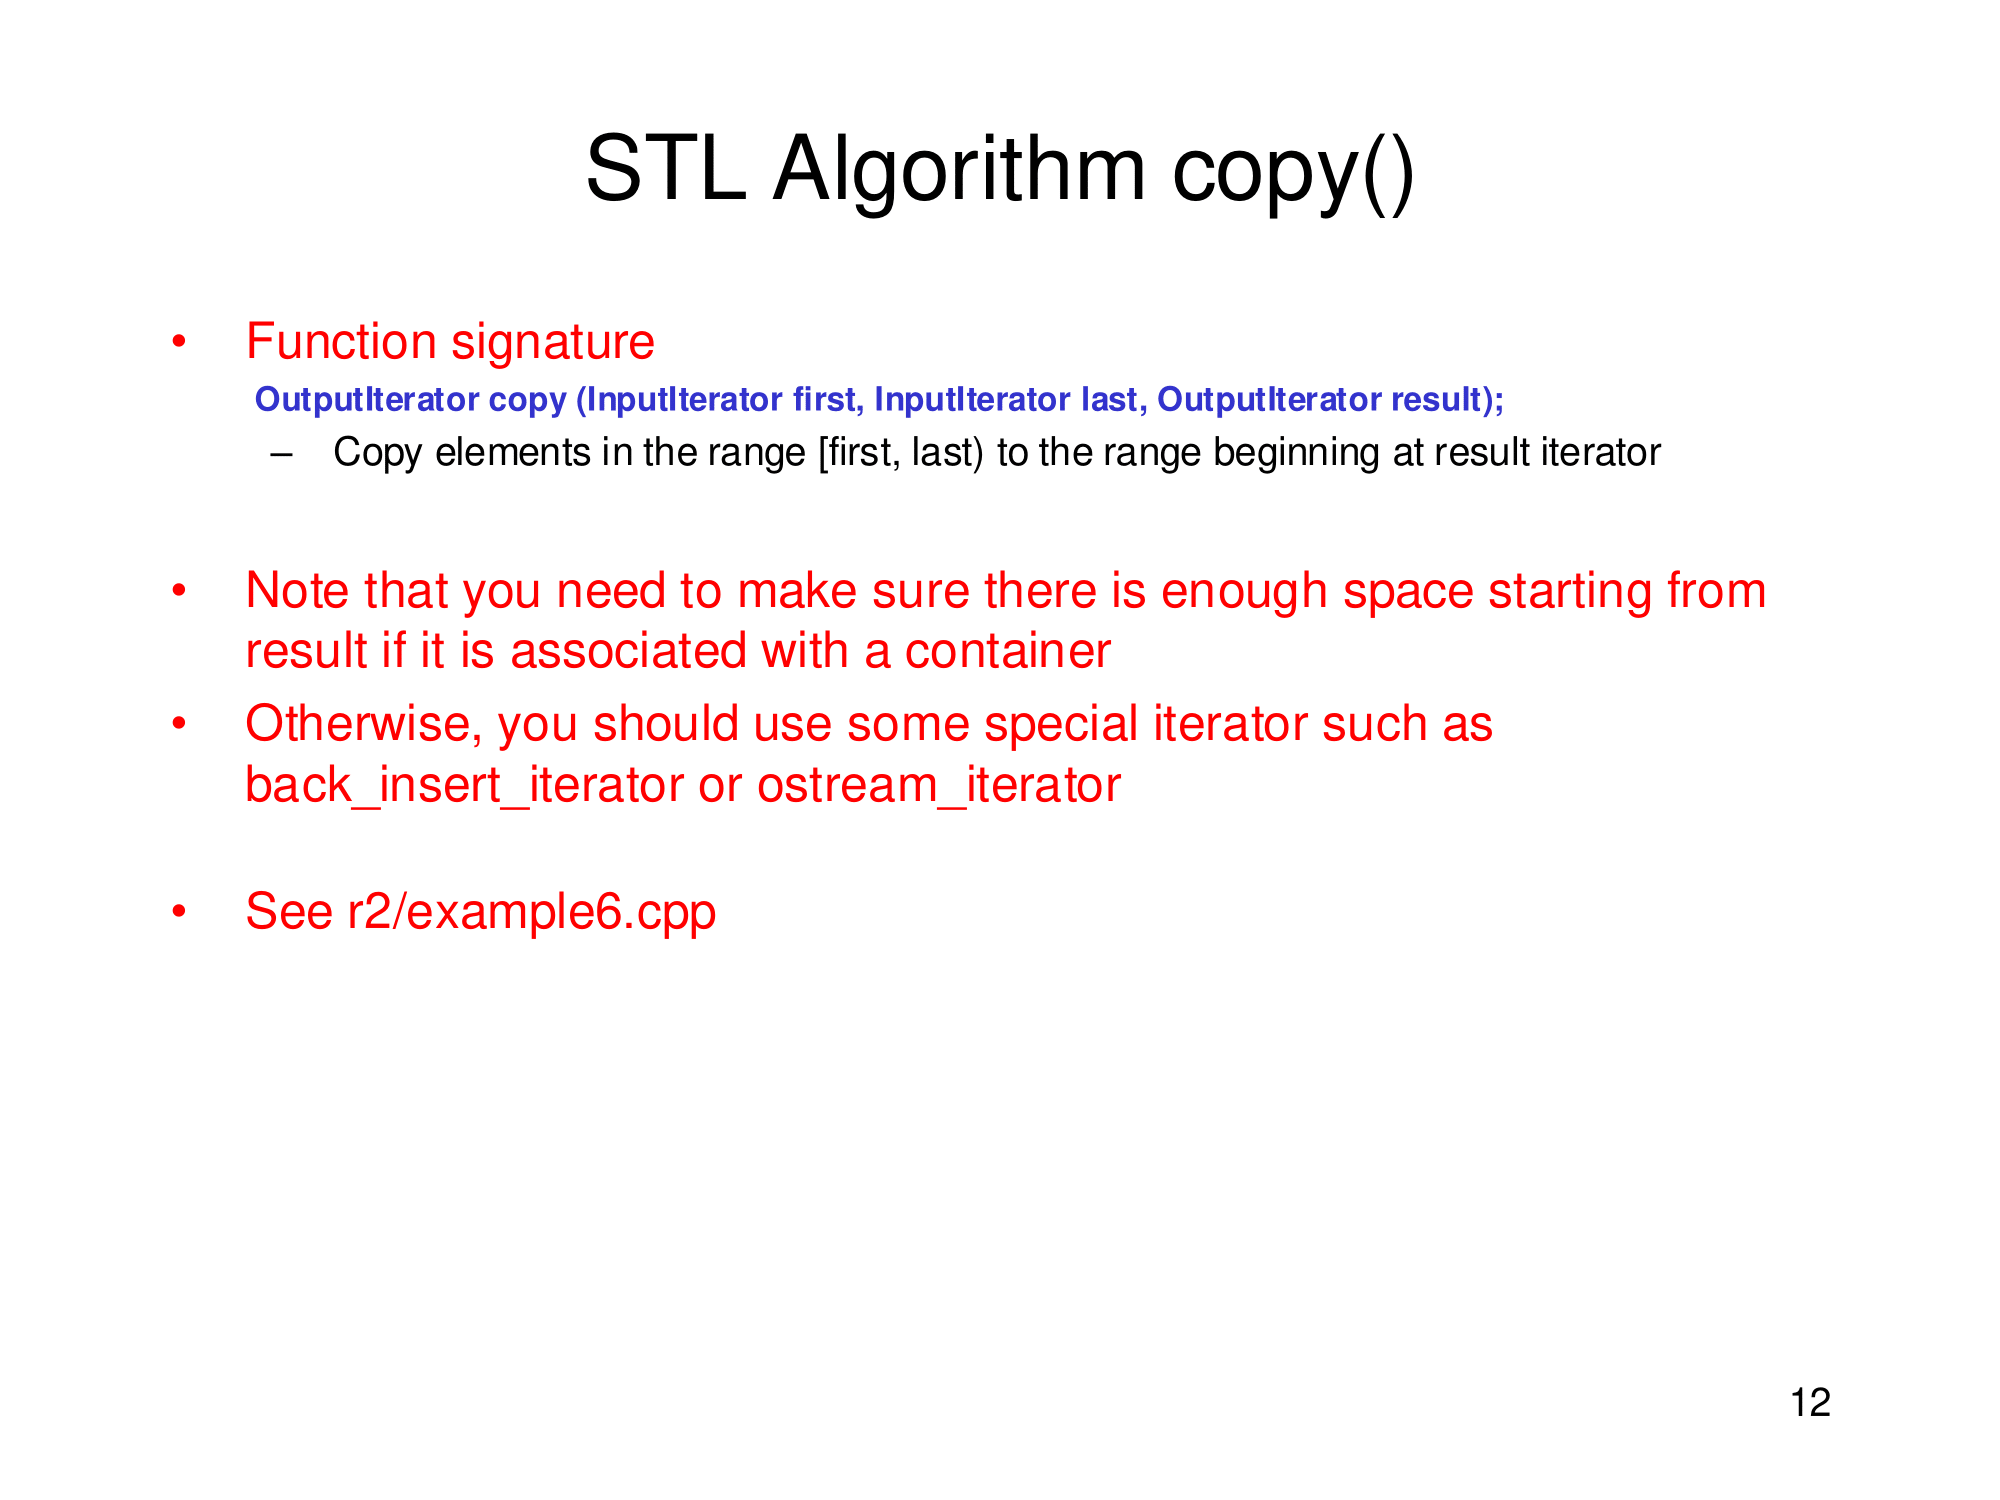 STL Algorithm copy()
• Function signature
OutputIterator copy (InputIterator first, InputIterator last, OutputIterator result);
– Copy elements in the range [first, last) to the range beginning at result iterator
• Note that you need to make sure there is enough space starting from
result if it is associated with a container
• Otherwise, you should use some special iterator such as
back_insert_iterator or ostream_iterator
• See r2/example6.cpp
12